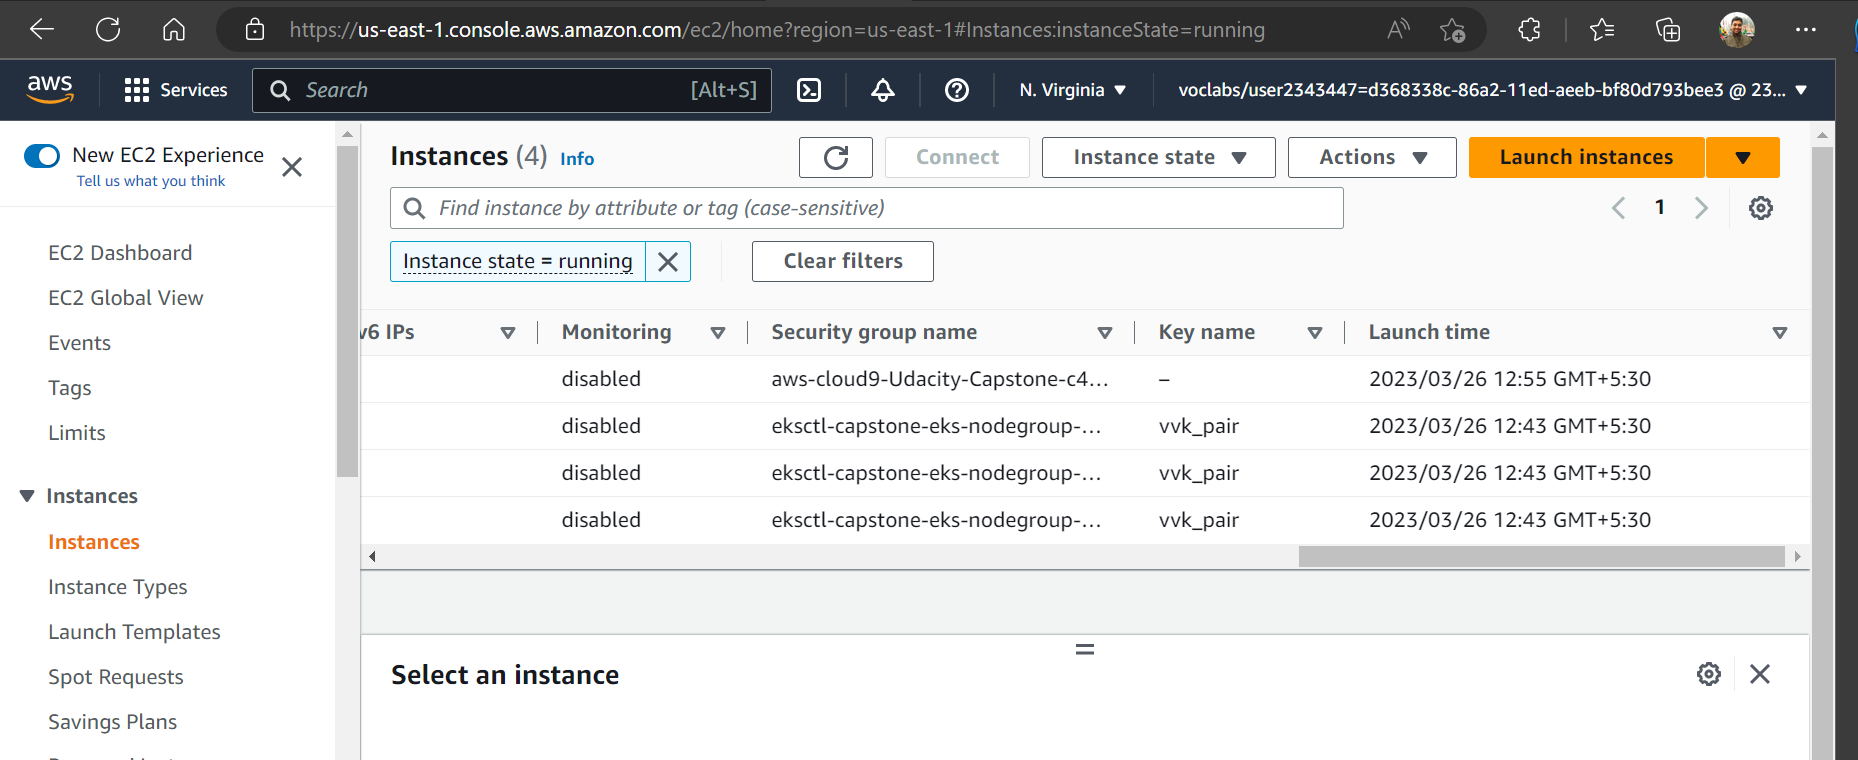 https://us-east-1.console.aws.amazon.com/ec2/home?region=us-east-1#Instances:instanceState=running
aws
Services
Search
[Alt+S]
N. Virginia
voclabs/user2343447=d368338c-86a2-11ed-aeeb-bf80d793bee3 @ 23...
New EC2 Experience
Tell us what you think
EC2 Dashboard
EC2 Global View
Events
Tags
Limits
Instances
Instances
Instance Types
Launch Templates
Spot Requests
Savings Plans
Instances (4) Info
Connect
Instance state
Actions
Launch instances
Find instance by attribute or tag (case-sensitive)
1
Instance state = running
Clear filters
v6 IPs Monitoring Security group name Key name Launch time
disabled aws-cloud9-Udacity-Capstone-c4... – 2023/03/26 12:55 GMT+5:30
disabled eksctl-capstone-eks-nodegroup-... vvk_pair 2023/03/26 12:43 GMT+5:30
disabled eksctl-capstone-eks-nodegroup-... vvk_pair 2023/03/26 12:43 GMT+5:30
disabled eksctl-capstone-eks-nodegroup-... vvk_pair 2023/03/26 12:43 GMT+5:30
Select an instance